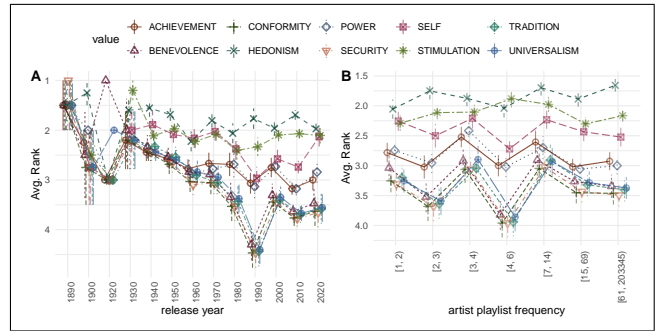 value
ACHIEVEMENT CONFORMITY POWER SELF TRADITION
BENEVOLENCE HEDONISM SECURITY STIMULATION UNIVERSALISM
A
Avg. Rank
1
2
3
4
1890 1900 1910 1920 1930 1940 1950 1960 1970 1980 1990 2000 2010 2020
release year
B
Avg. Rank
1.5
2.0
2.5
3.0
3.5
4.0
[1, 2) [2, 3) [3, 4) [4, 6) [7, 14) [15, 69) [61, 203345)
artist playlist frequency